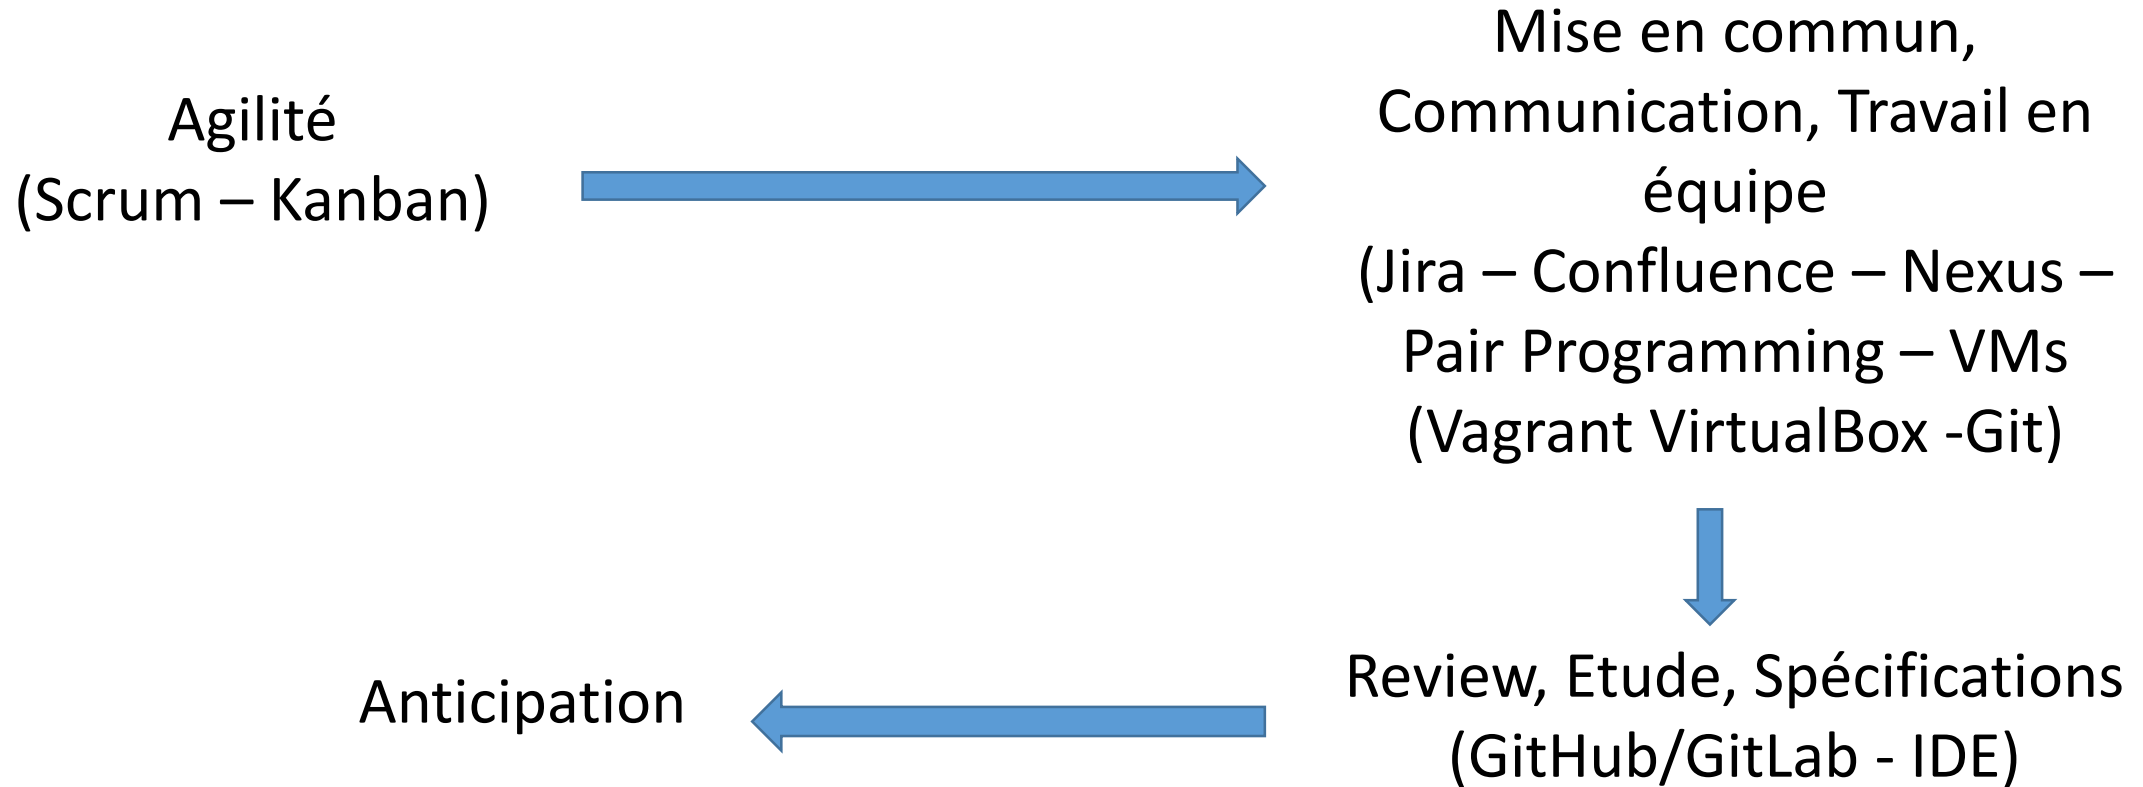 Agilité
(Scrum – Kanban)
Mise en commun,
Communication, Travail en
équipe
(Jira – Confluence – Nexus –
Pair Programming – VMs
(Vagrant VirtualBox -Git)
Review, Etude, Spécifications
(GitHub/GitLab - IDE)
Anticipation